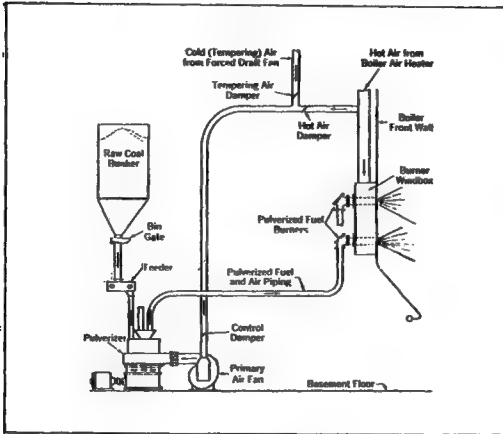 Cold (Tempering) Air
from Forced Draft Fan
Hot Air from
Boiler Air Heater
Tempering Air
Damper
Hot Air
Damper
Boiler
Front Wall
Raw Coal
Bunker
Burner
Windbox
Pulverized Fuel
Burners
Bin
Gate
Feeder
Pulverized Fuel
and Air Piping
Pulverizer
Control
Damper
Primary
Air Fan
Basement Floor